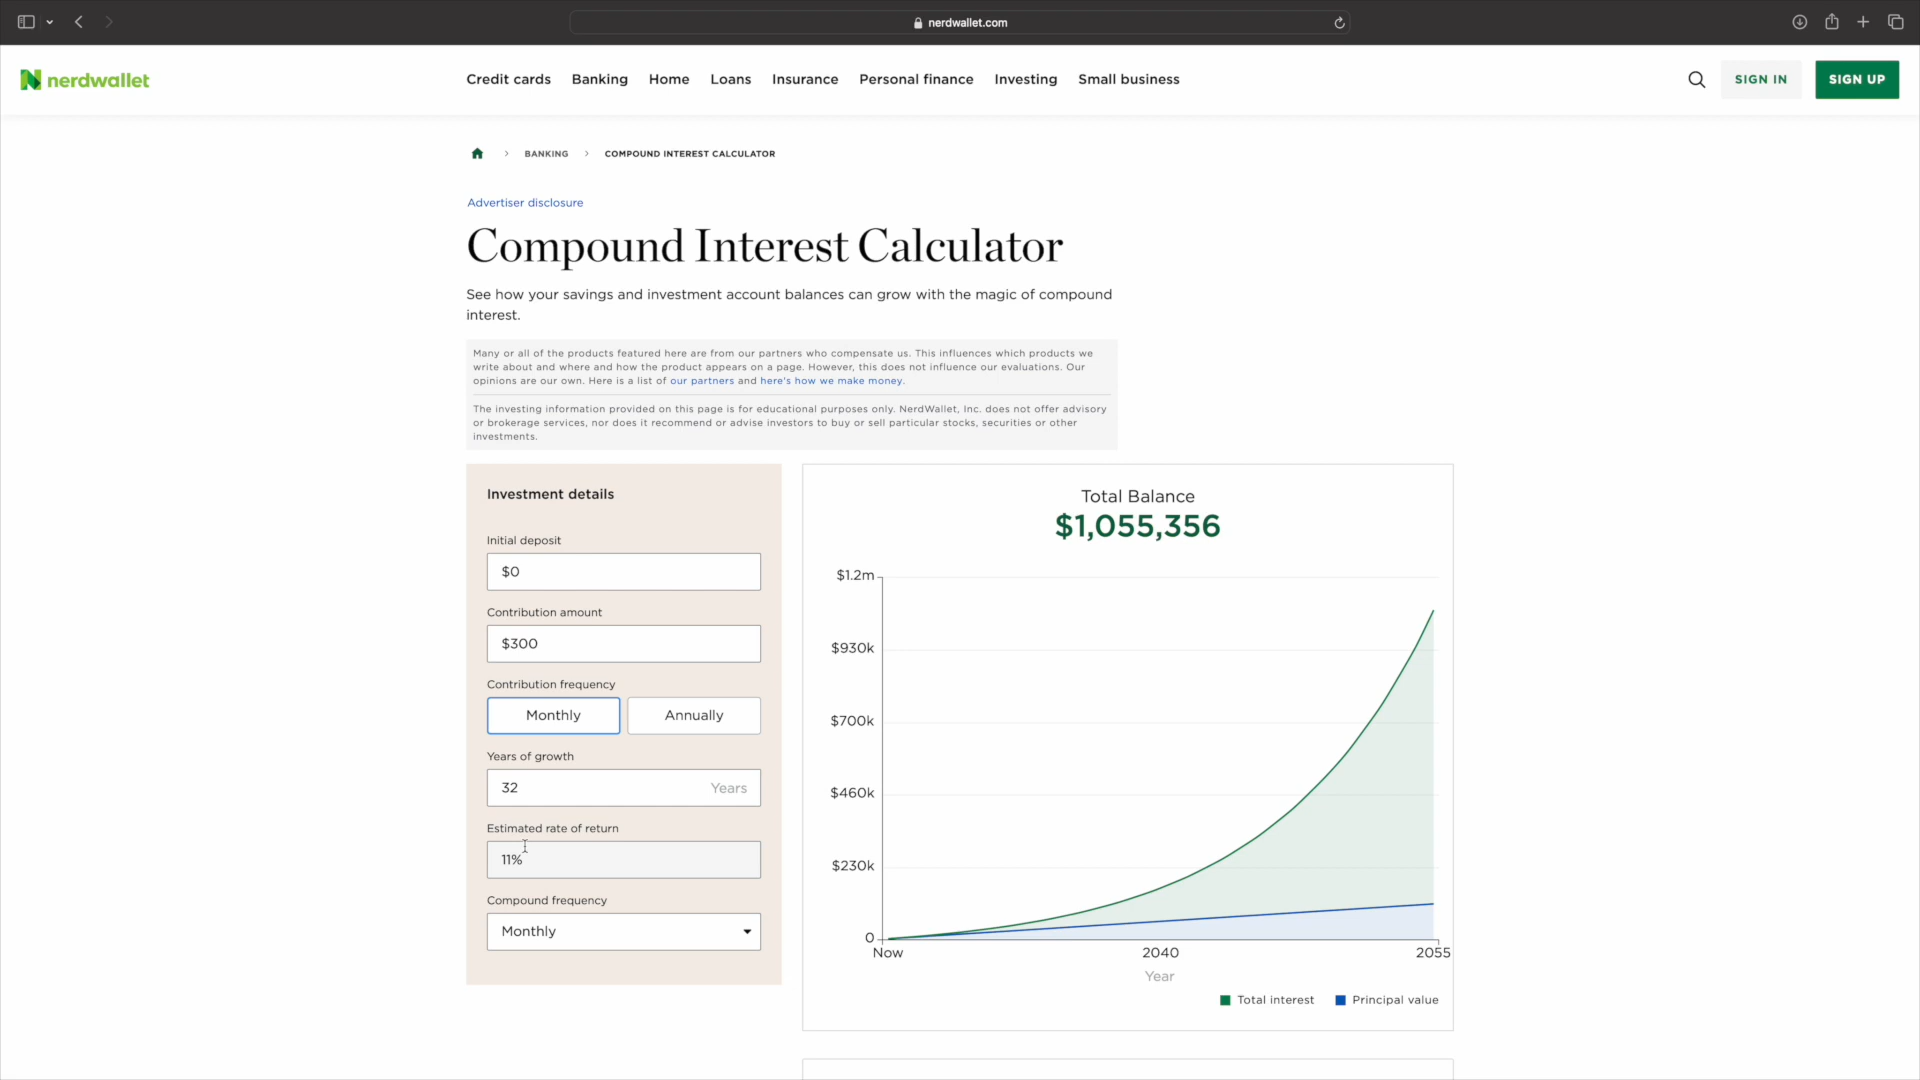 nerdwallet.com
nerdwallet
Credit cards Banking Home Loans Insurance Personal finance Investing Small business
SIGN IN
SIGN UP
BANKING
COMPOUND INTEREST CALCULATOR
Advertiser disclosure
Compound Interest Calculator
See how your savings and investment account balances can grow with the magic of compound
interest.
Many or all of the products featured here are from our partners who compensate us. This influences which products we
write about and where and how the product appears on a page. However, this does not influence our evaluations. Our
opinions are our own. Here is a list of our partners and here's how we make money.
The investing information provided on this page is for educational purposes only. NerdWallet, Inc. does not offer advisory
or brokerage services, nor does it recommend or advise investors to buy or sell particular stocks, securities or other
investments.
Investment details
Initial deposit
$0
Contribution amount
$300
Contribution frequency
Monthly
Annually
Years of growth
32 Years
Estimated rate of return
11%
Compound frequency
Monthly
Total Balance
$1,055,356
$1.2m
$930k
$700k
$460k
$230k
0
Now 2040 2055
Year
Total interest Principal value